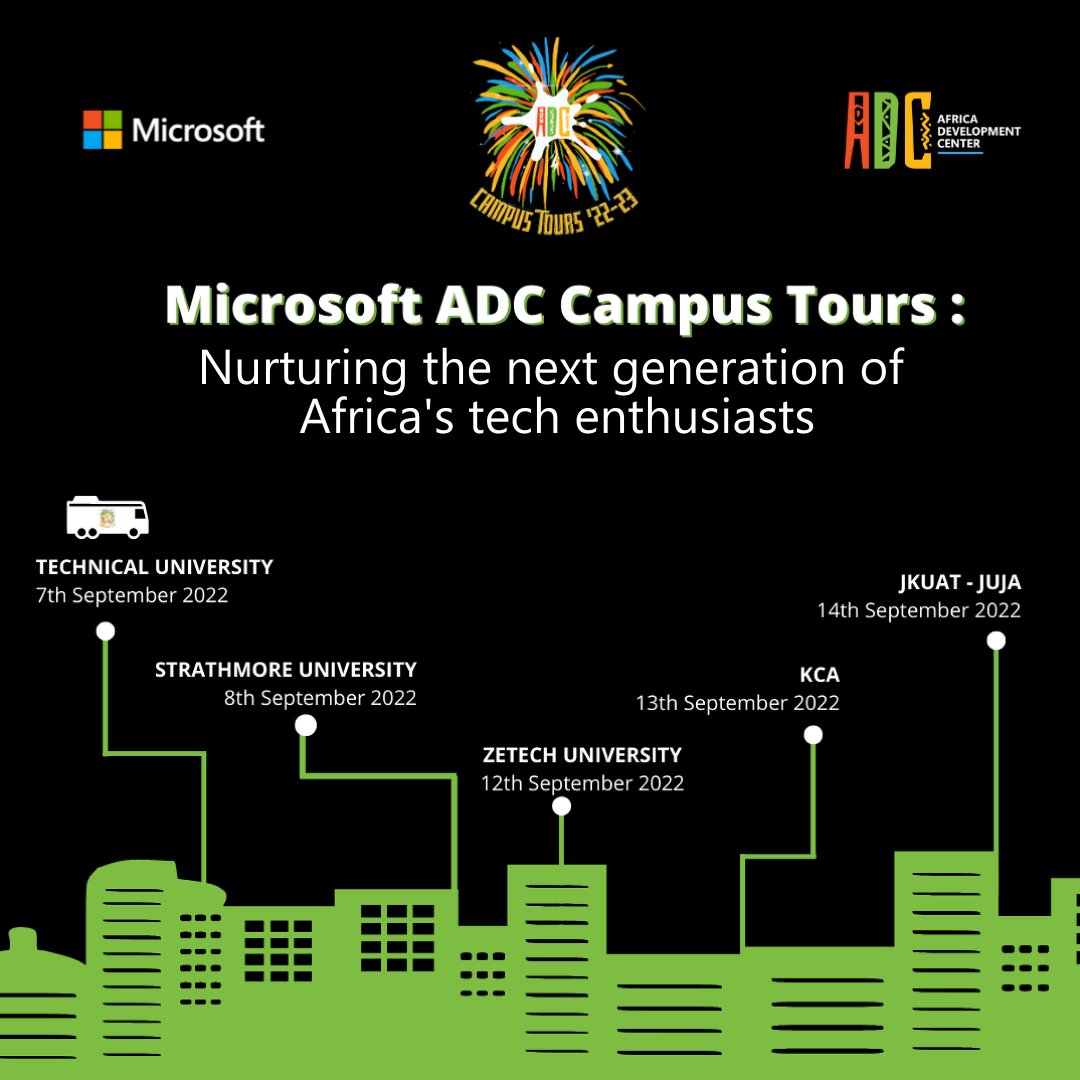 Microsoft
ADC
CAMPUS TOURS '22-23
ADC
AFRICA
DEVELOPMENT
CENTER
Microsoft ADC Campus Tours :
Nurturing the next generation of
Africa's tech enthusiasts
TECHNICAL UNIVERSITY
7th September 2022
STRATHMORE UNIVERSITY
8th September 2022
ZETECH UNIVERSITY
12th September 2022
KCA
13th September 2022
JKUAT - JUJA
14th September 2022